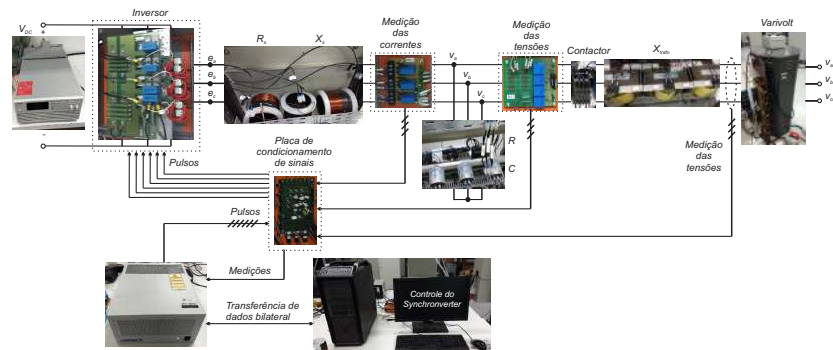 Inversor
V_DC
+
-
e_a
e_b
e_c
R_s
X_s
Medição
das
correntes
v_a
v_b
v_c
Medição
das
tensões
Contactor
X_trafo
Varivolt
v_a
v_b
v_c
R
C
Medição
das
tensões
Pulsos
Placa de
condicionamento
de sinais
Pulsos
Medições
Transferência de
dados bilateral
Controle do
Synchronverter